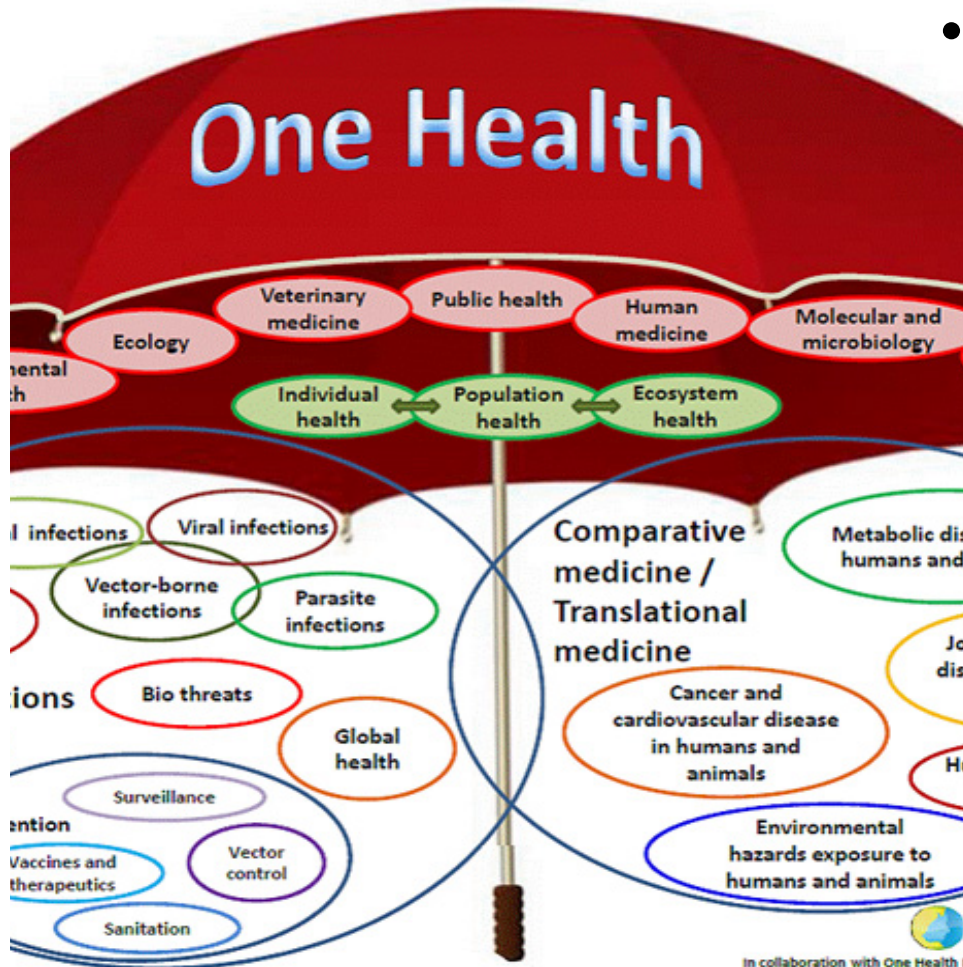 One Health
Public health
Veterinary
medicine
Human
medicine
Molecular and
microbiology
Ecology
Individual
health
Population
health
Ecosystem
health
infections
Viral infections
Vector-borne
infections
Parasite
infections
Bio threats
Global
health
Surveillance
Vaccines and
therapeutics
Vector
control
Sanitation
Comparative
medicine /
Translational
medicine
Metabolic
humans and
Cancer and
cardiovascular disease
in humans and
animals
Environmental
hazards exposure to
humans and animals
In collaboration with One Health